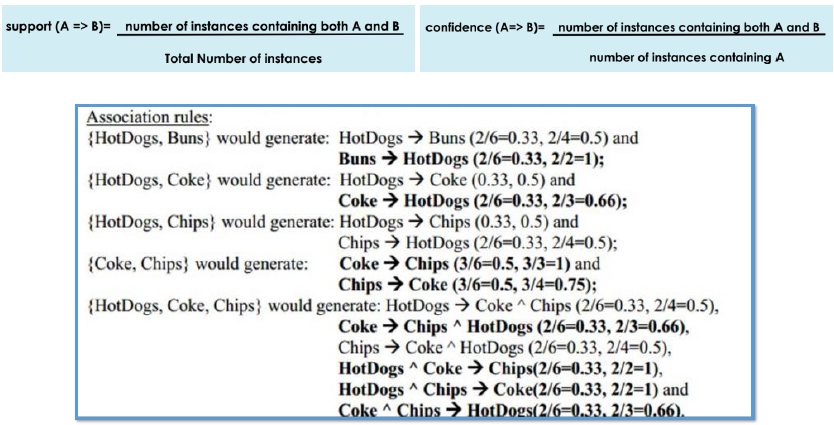 support (A => B)= number of instances containing both A and B
Total Number of instances
confidence (A=> B)= number of instances containing both A and B
number of instances containing A
Association rules:
{HotDogs, Buns} would generate: HotDogs → Buns (2/6=0.33, 2/4=0.5) and
Buns → HotDogs (2/6=0.33, 2/2=1);
{HotDogs, Coke} would generate: HotDogs → Coke (0.33, 0.5) and
Coke → HotDogs (2/6=0.33, 2/3=0.66);
{HotDogs, Chips} would generate: HotDogs → Chips (0.33, 0.5) and
Chips → HotDogs (2/6=0.33, 2/4=0.5);
{Coke, Chips} would generate: Coke → Chips (3/6=0.5, 3/3=1) and
Chips → Coke (3/6=0.5, 3/4=0.75);
{HotDogs, Coke, Chips} would generate: HotDogs → Coke ^ Chips (2/6=0.33, 2/4=0.5),
Coke → Chips ^ HotDogs (2/6=0.33, 2/3=0.66),
Chips → Coke ^ HotDogs (2/6=0.33, 2/4=0.5),
HotDogs ^ Coke → Chips(2/6=0.33, 2/2=1),
HotDogs ^ Chips → Coke(2/6=0.33, 2/2=1) and
Coke ^ Chips → HotDogs(2/6=0.33, 2/3=0.66).